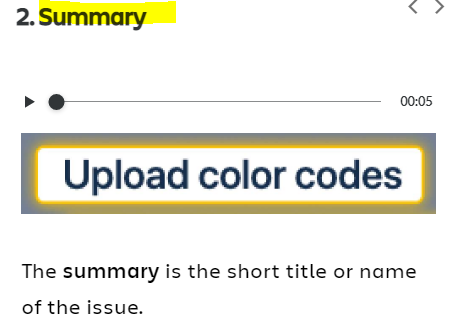 2. Summary
00:05
Upload color codes
The summary is the short title or name
of the issue.